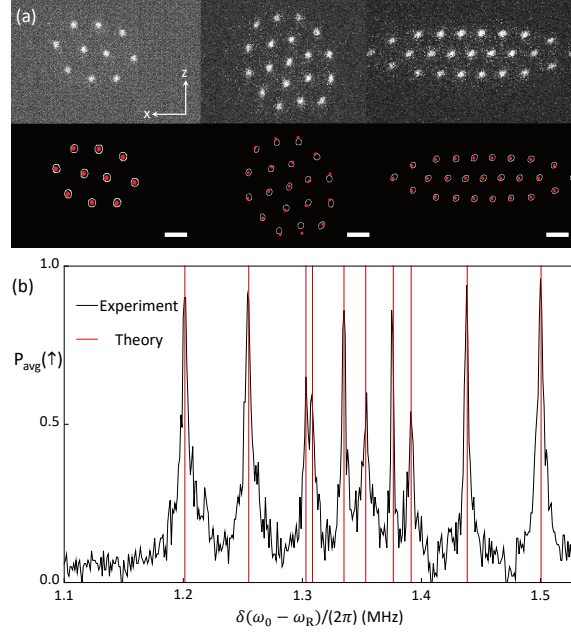 (a)
z
x
(b)
1.0
Experiment
Theory
P_avg(↑)
0.5
0.0
1.1 1.2 1.3 1.4 1.5
δ(ω₀ − ω_R)/(2π) (MHz)